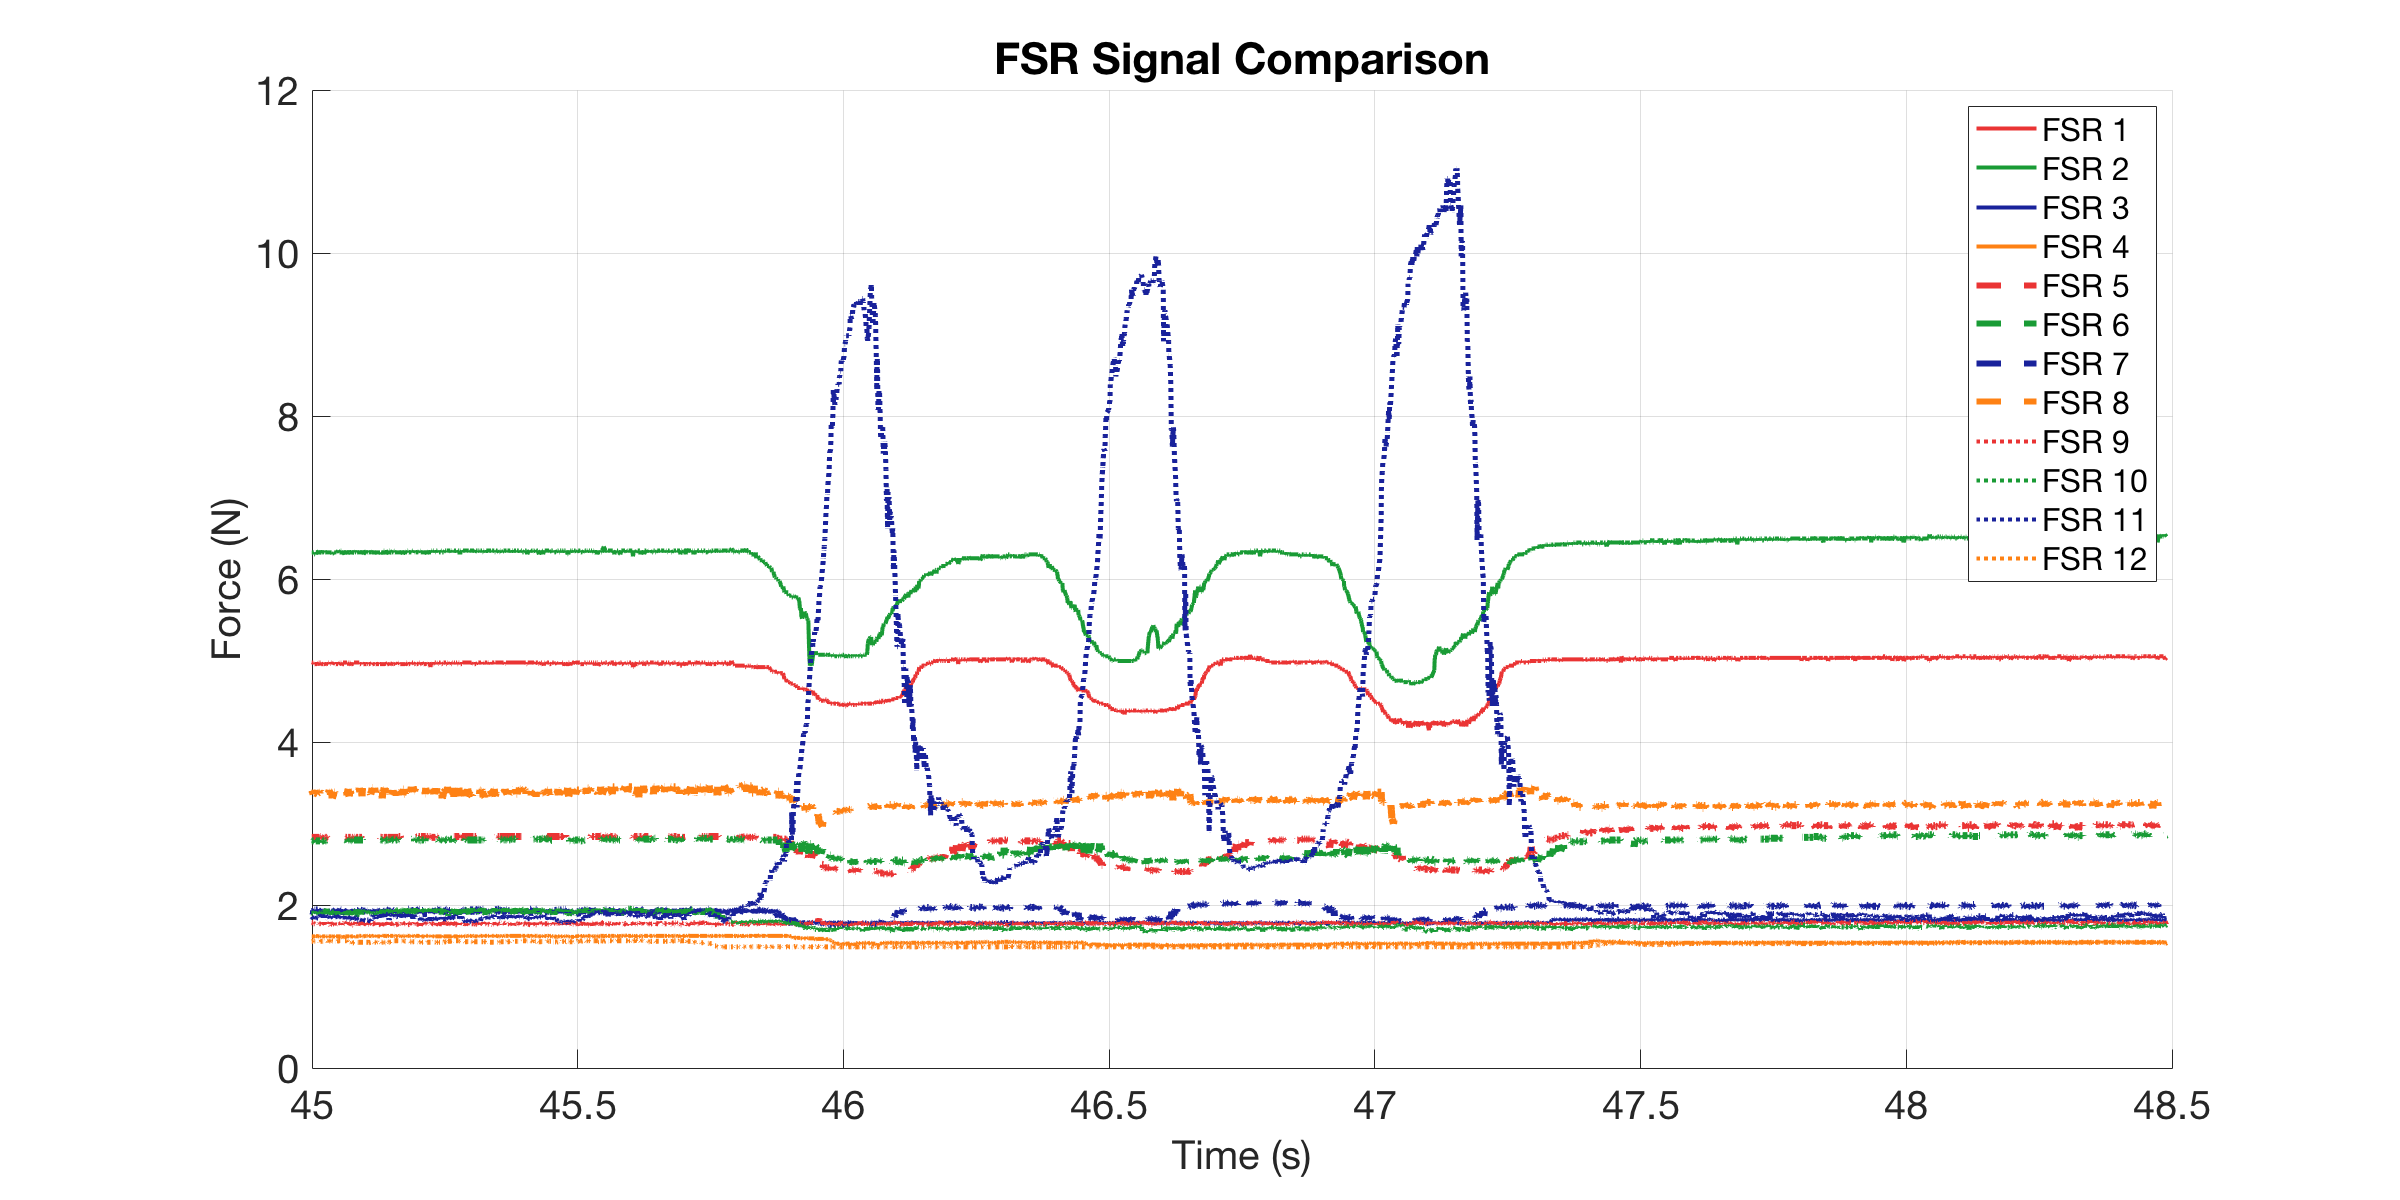 FSR Signal Comparison
12
10
8
6
4
2
0
Force (N)
45
45.5
46
46.5
47
47.5
48
48.5
Time (s)
FSR 1
FSR 2
FSR 3
FSR 4
FSR 5
FSR 6
FSR 7
FSR 8
FSR 9
FSR 10
FSR 11
FSR 12